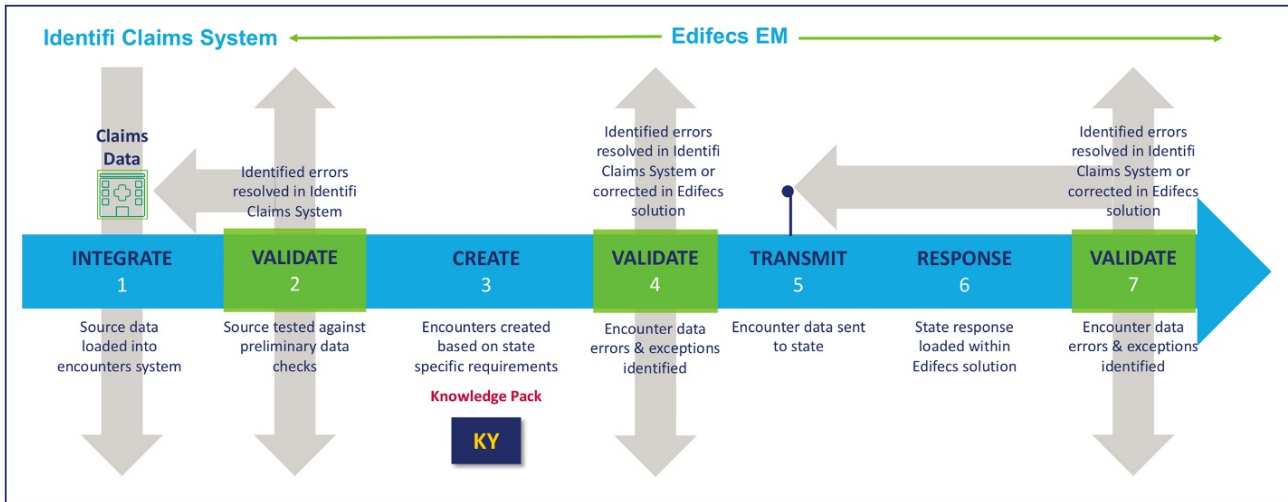 Identifi Claims System
Edifecs EM
Claims
Data
Identified errors
resolved in Identifi
Claims System
Identified errors
resolved in Identifi
Claims System or
corrected in Edifecs
solution
Identified errors
resolved in Identifi
Claims System or
corrected in Edifecs
solution
INTEGRATE
1
VALIDATE
2
CREATE
3
VALIDATE
4
TRANSMIT
5
RESPONSE
6
VALIDATE
7
Source data
loaded into
encounters system
Source tested against
preliminary data
checks
Encounters created
based on state
specific requirements
Knowledge Pack
KY
Encounter data
errors & exceptions
identified
Encounter data sent
to state
State response
loaded within
Edifecs solution
Encounter data
errors & exceptions
identified